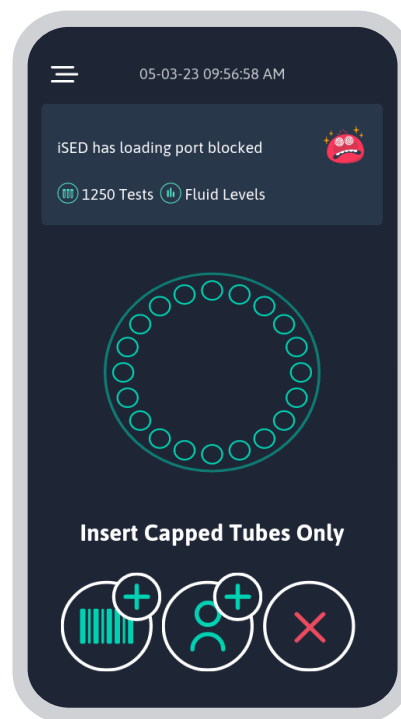 05-03-23 09:56:58 AM
iSED has loading port blocked
1250 Tests Fluid Levels
Insert Capped Tubes Only